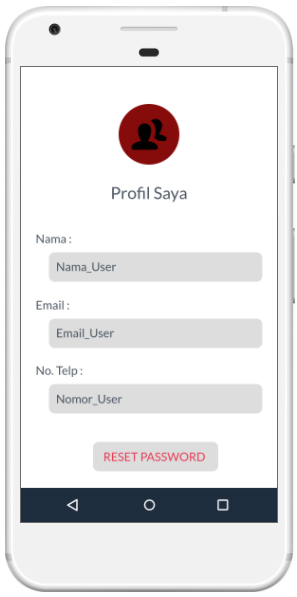 Profil Saya
Nama :
Nama_User
Email :
Email_User
No. Telp :
Nomor_User
RESET PASSWORD